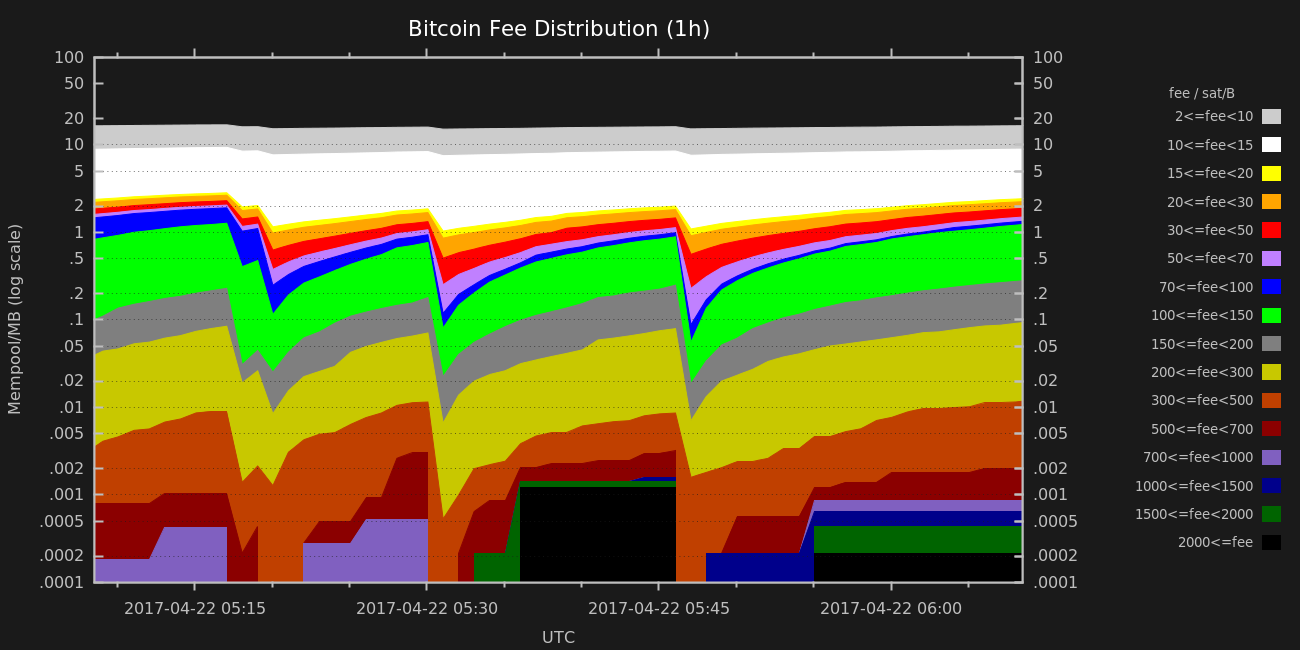 Bitcoin Fee Distribution (1h)
Mempool/MB (log scale)
100
50
20
10
5
2
1
.5
.2
.1
.05
.02
.01
.005
.002
.001
.0005
.0002
.0001
100
50
20
10
5
2
1
.5
.2
.1
.05
.02
.01
.005
.002
.001
.0005
.0002
.0001
2017-04-22 05:15
2017-04-22 05:30
2017-04-22 05:45
2017-04-22 06:00
UTC
fee / sat/B
2<=fee<10
10<=fee<15
15<=fee<20
20<=fee<30
30<=fee<50
50<=fee<70
70<=fee<100
100<=fee<150
150<=fee<200
200<=fee<300
300<=fee<500
500<=fee<700
700<=fee<1000
1000<=fee<1500
1500<=fee<2000
2000<=fee